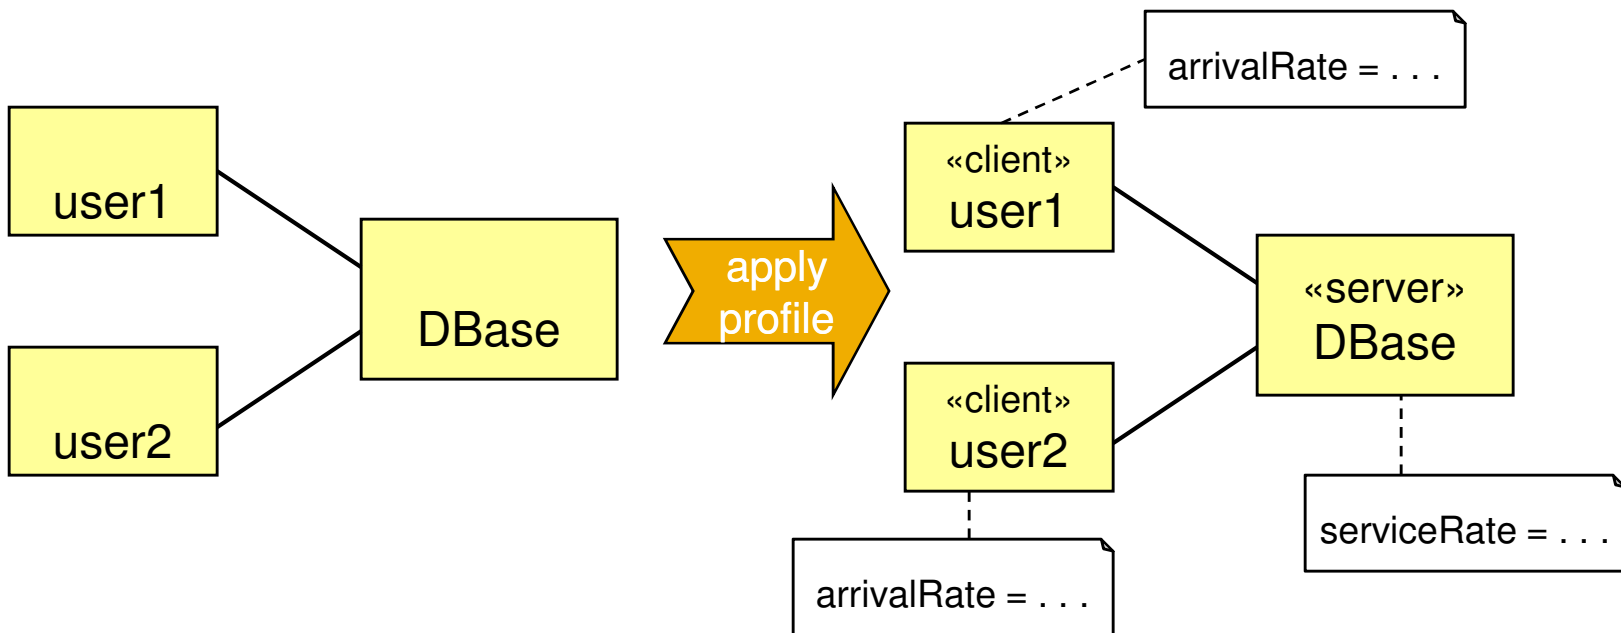 user1
user2
DBase
apply
profile
arrivalRate = . . .
«client»
user1
«client»
user2
arrivalRate = . . .
«server»
DBase
serviceRate = . . .